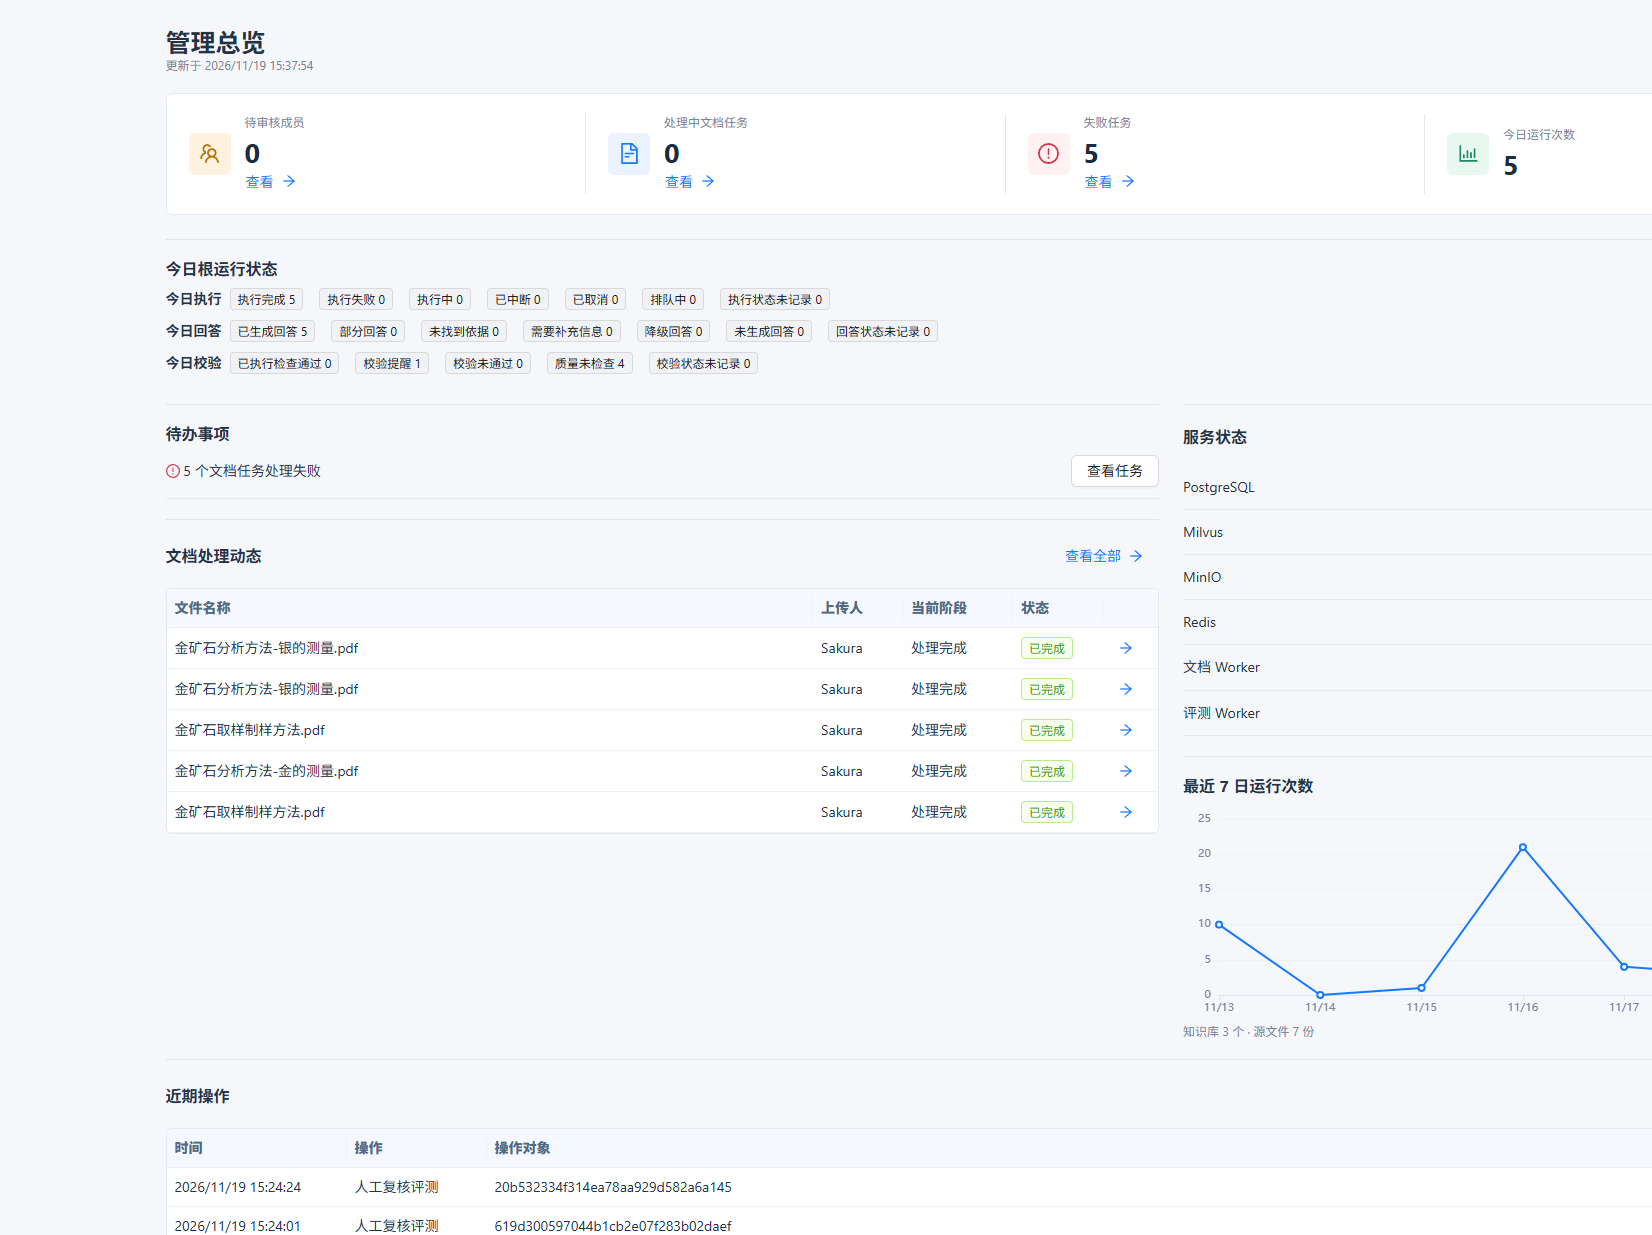 管理总览
更新于 2026/11/19 15:37:54
待审核成员
0
查看
处理中文档任务
0
查看
失败任务
5
查看
今日运行次数
5
今日根运行状态
今日执行 执行完成 5 执行失败 0 执行中 0 已中断 0 已取消 0 排队中 0 执行状态未记录 0
今日回答 已生成回答 5 部分回答 0 未找到依据 0 需要补充信息 0 降级回答 0 未生成回答 0 回答状态未记录 0
今日校验 已执行检查通过 0 校验提醒 1 校验未通过 0 质量未检查 4 校验状态未记录 0
待办事项
5 个文档任务处理失败 查看任务
文档处理动态 查看全部
文件名称 上传人 当前阶段 状态
金矿石分析方法-银的测量.pdf Sakura 处理完成 已完成
金矿石分析方法-银的测量.pdf Sakura 处理完成 已完成
金矿石取样制样方法.pdf Sakura 处理完成 已完成
金矿石分析方法-金的测量.pdf Sakura 处理完成 已完成
金矿石取样制样方法.pdf Sakura 处理完成 已完成
服务状态
PostgreSQL
Milvus
MinIO
Redis
文档 Worker
评测 Worker
最近 7 日运行次数
25
20
15
10
5
0
11/13 11/14 11/15 11/16 11/17
知识库 3 个 · 源文件 7 份
近期操作
时间 操作 操作对象
2026/11/19 15:24:24 人工复核评测 20b532334f314ea78aa929d582a6a145
2026/11/19 15:24:01 人工复核评测 619d300597044b1cb2e07f283b02daef